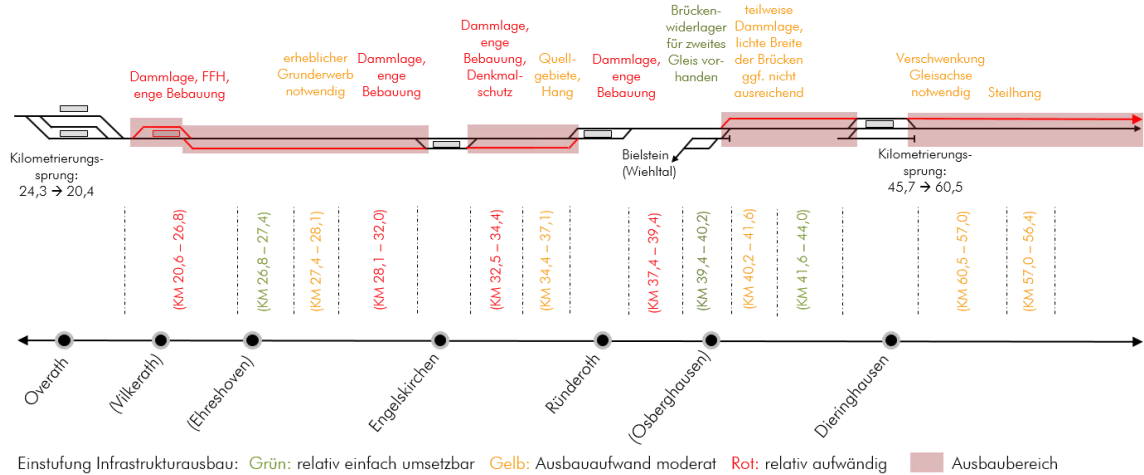 Dammlage, FFH,
enge Bebauung
erheblicher
Grunderwerb
notwendig
Dammlage,
enge
Bebauung
Dammlage,
enge
Bebauung,
Denkmal-
schutz
Quell-
gebiete,
Hang
Dammlage,
enge
Bebauung
Brücken-
widerlager
für zweites
Gleis vor-
handen
teilweise
Dammlage,
lichte Breite
der Brücken
ggf. nicht
ausreichend
Verschwenkung
Gleisachse
notwendig
Steilhang
Kilometrierungs-
sprung:
24,3 → 20,4
Bielstein
(Wiehltal)
Kilometrierungs-
sprung:
45,7 → 60,5
(KM 20,6 – 26,8)
(KM 26,8 – 27,4)
(KM 27,4 – 28,1)
(KM 28,1 – 32,0)
(KM 32,5 – 34,4)
(KM 34,4 – 37,1)
(KM 37,4 – 39,4)
(KM 39,4 – 40,2)
(KM 40,2 – 41,6)
(KM 41,6 – 44,0)
(KM 60,5 – 57,0)
(KM 57,0 – 56,4)
Overath
(Vilkerath)
(Ehreshoven)
Engelskirchen
Ründeroth
(Osberghausen)
Dieringhausen
Einstufung Infrastrukturausbau: Grün: relativ einfach umsetzbar Gelb: Ausbauaufwand moderat Rot: relativ aufwändig Ausbaubereich